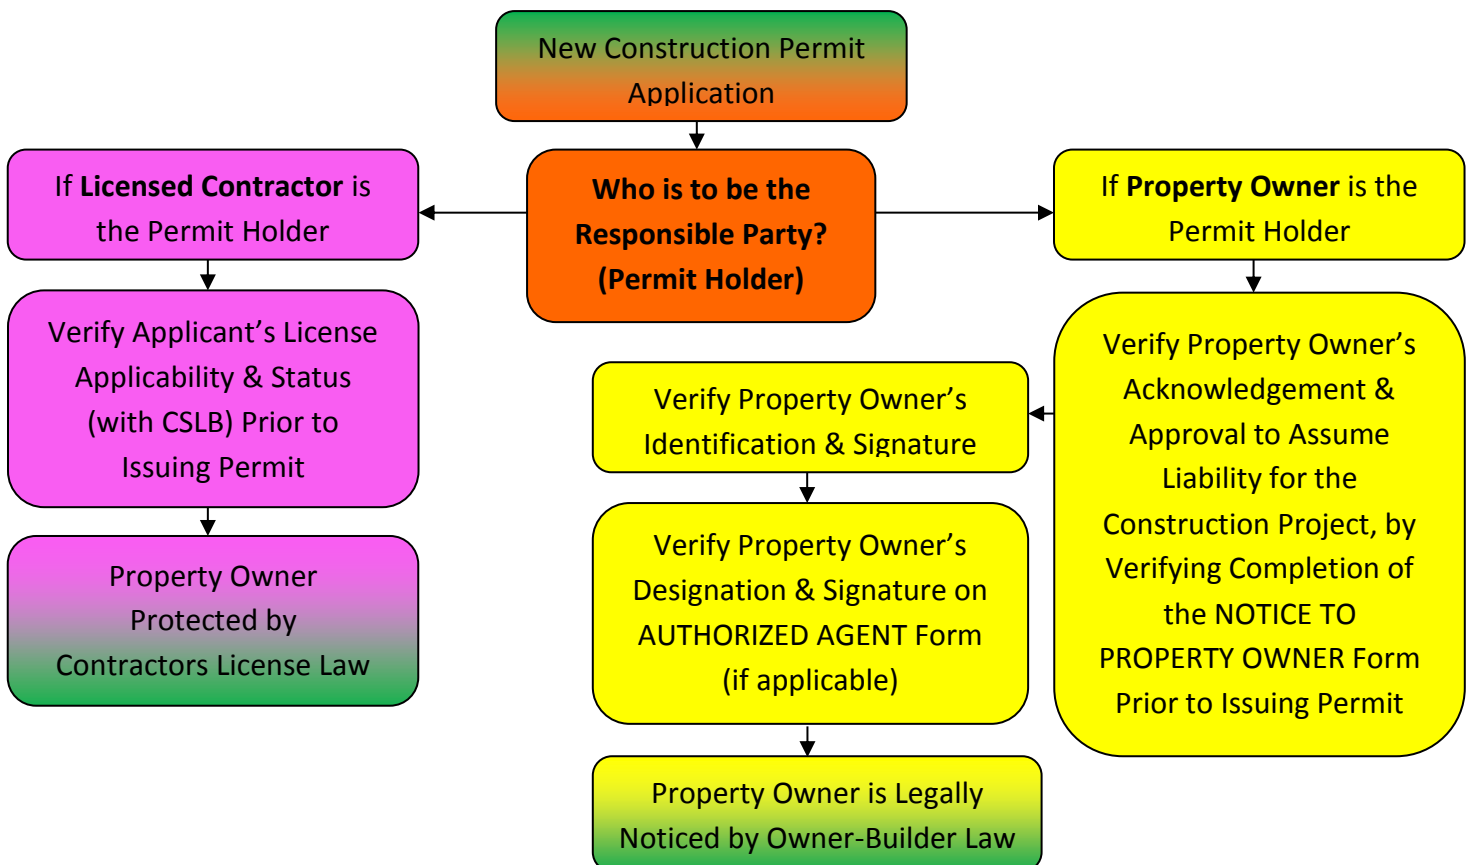 New Construction Permit
Application
Who is to be the
Responsible Party?
(Permit Holder)
If Licensed Contractor is
the Permit Holder
Verify Applicant’s License
Applicability & Status
(with CSLB) Prior to
Issuing Permit
Property Owner
Protected by
Contractors License Law
If Property Owner is the
Permit Holder
Verify Property Owner’s
Acknowledgement &
Approval to Assume
Liability for the
Construction Project, by
Verifying Completion of
the NOTICE TO
PROPERTY OWNER Form
Prior to Issuing Permit
Verify Property Owner’s
Identification & Signature
Verify Property Owner’s
Designation & Signature on
AUTHORIZED AGENT Form
(if applicable)
Property Owner is Legally
Noticed by Owner-Builder Law